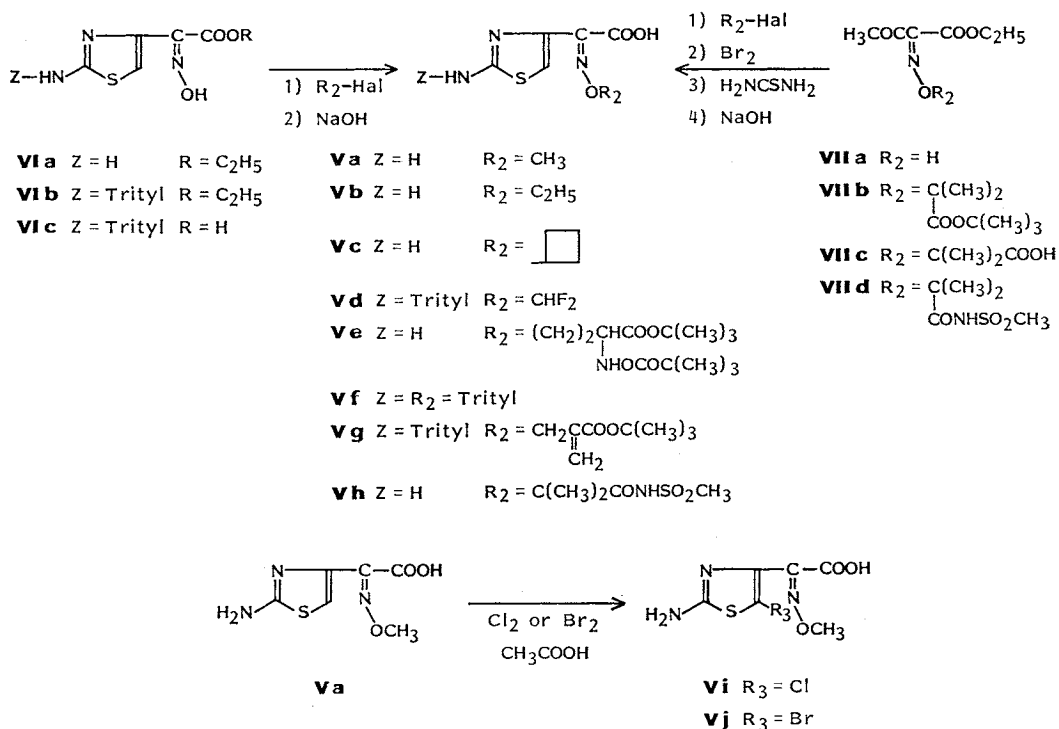 COOR
N
C
N
OH
Z-HN
S
1) R2-Hal
2) NaOH
N
C-COOH
N
OR2
Z-HN
S
1) R2-Hal
2) Br2
3) H2NCSNH2
4) NaOH
H3COC
C
COOC2H5
N
OR2
VIa Z = H R = C2H5
VIb Z = Trityl R = C2H5
VIc Z = Trityl R = H
Va Z = H R2 = CH3
Vb Z = H R2 = C2H5
Vc Z = H R2 =
Vd Z = Trityl R2 = CHF2
Ve Z = H R2 = (CH2)2CHCOOC(CH3)3
NHOCOC(CH3)3
Vf Z = R2 = Trityl
Vg Z = Trityl R2 = CH2CCOOC(CH3)3
CH2
Vh Z = H R2 = C(CH3)2CONHSO2CH3
VIIa R2 = H
VIIb R2 = C(CH3)2
COOC(CH3)3
VIIc R2 = C(CH3)2COOH
VIId R2 = C(CH3)2
CONHSO2CH3
N
C-COOH
N
OCH3
H2N
S
Va
Cl2 or Br2
CH3COOH
N
C-COOH
N
OCH3
R3
H2N
S
Vi R3 = Cl
Vj R3 = Br